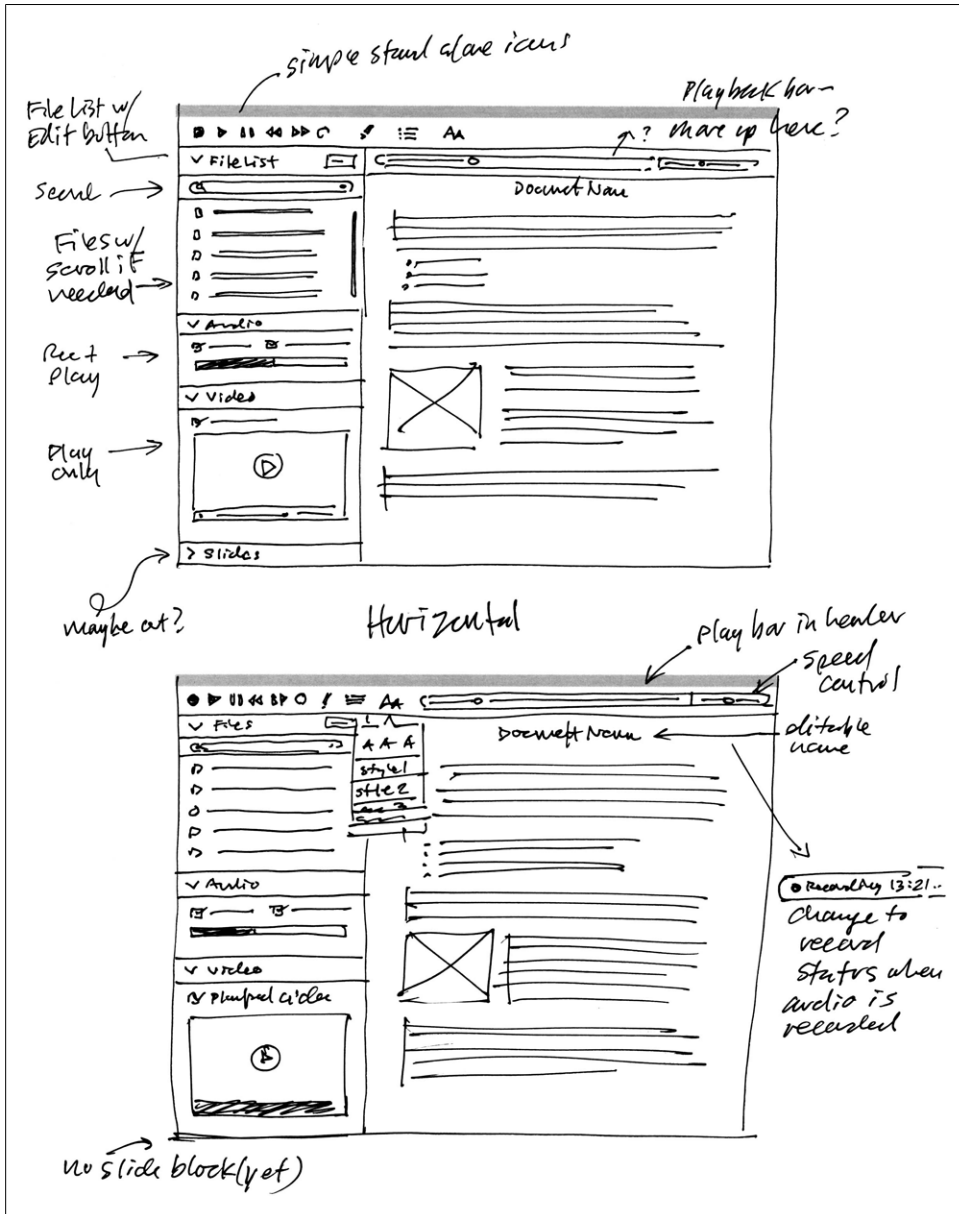 simple stand alone icons
File List w/
Edit button
Playback bar –
move up here?
?
AA
File List
Search
Document Name
Files w/
scroll if
needed
Audio
Rec +
Play
Video
Play
only
Slides
maybe cut?
Horizontal
play bar in header
speed
control
AA
Files
Document Name
editable
name
A A A
style 1
style 2
Audio
Recording 13:21..
change to
record
status when
audio is
recorded
Video
no slide block (yet)